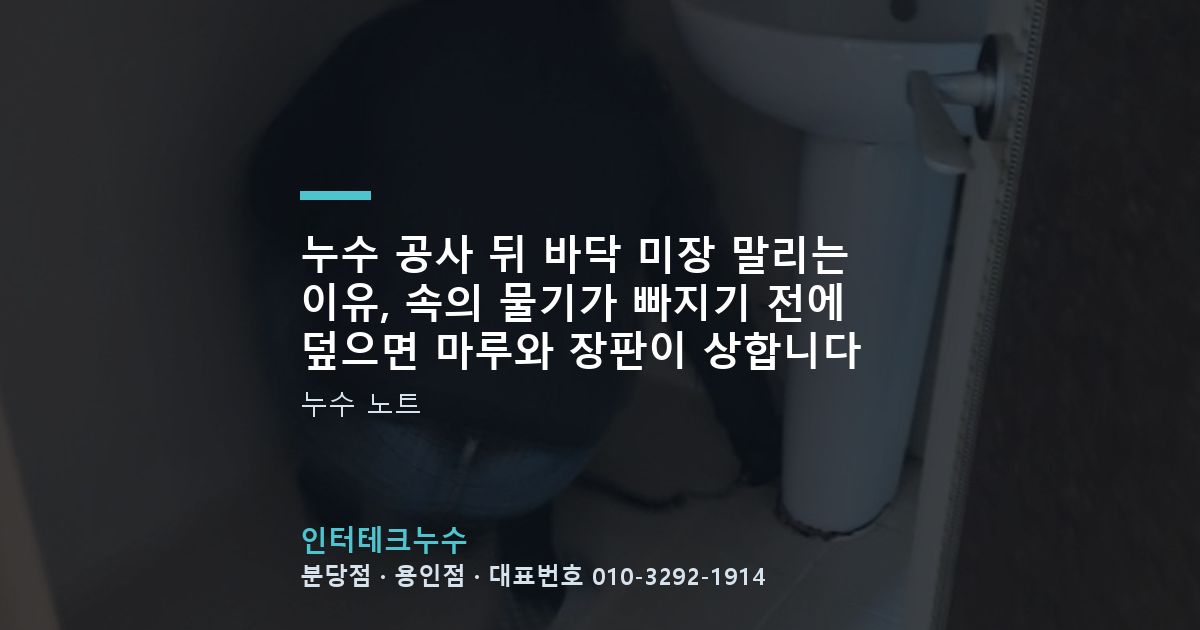 누수 공사 뒤 바닥 미장 말리는
이유, 속의 물기가 빠지기 전에
덮으면 마루와 장판이 상합니다
누수 노트
인터테크누수
분당점 · 용인점 · 대표번호 010-3292-1914